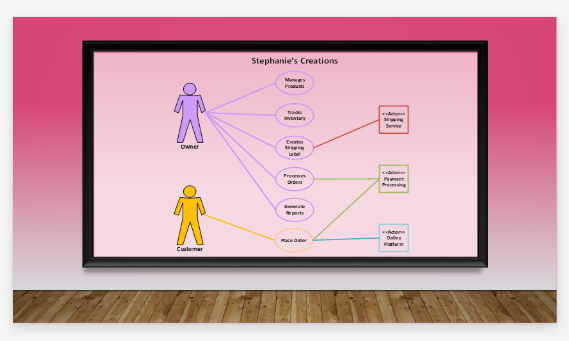 Stephanie's Creations
Manages
Products
Tracks
Inventory
<<Actor>>
Shipping
Service
Creates
Shipping
Label
Owner
Processes
Orders
<<Actor>>
Payment
Processing
Generate
Reports
Place Order
<<Actor>>
Online
Platform
Customer